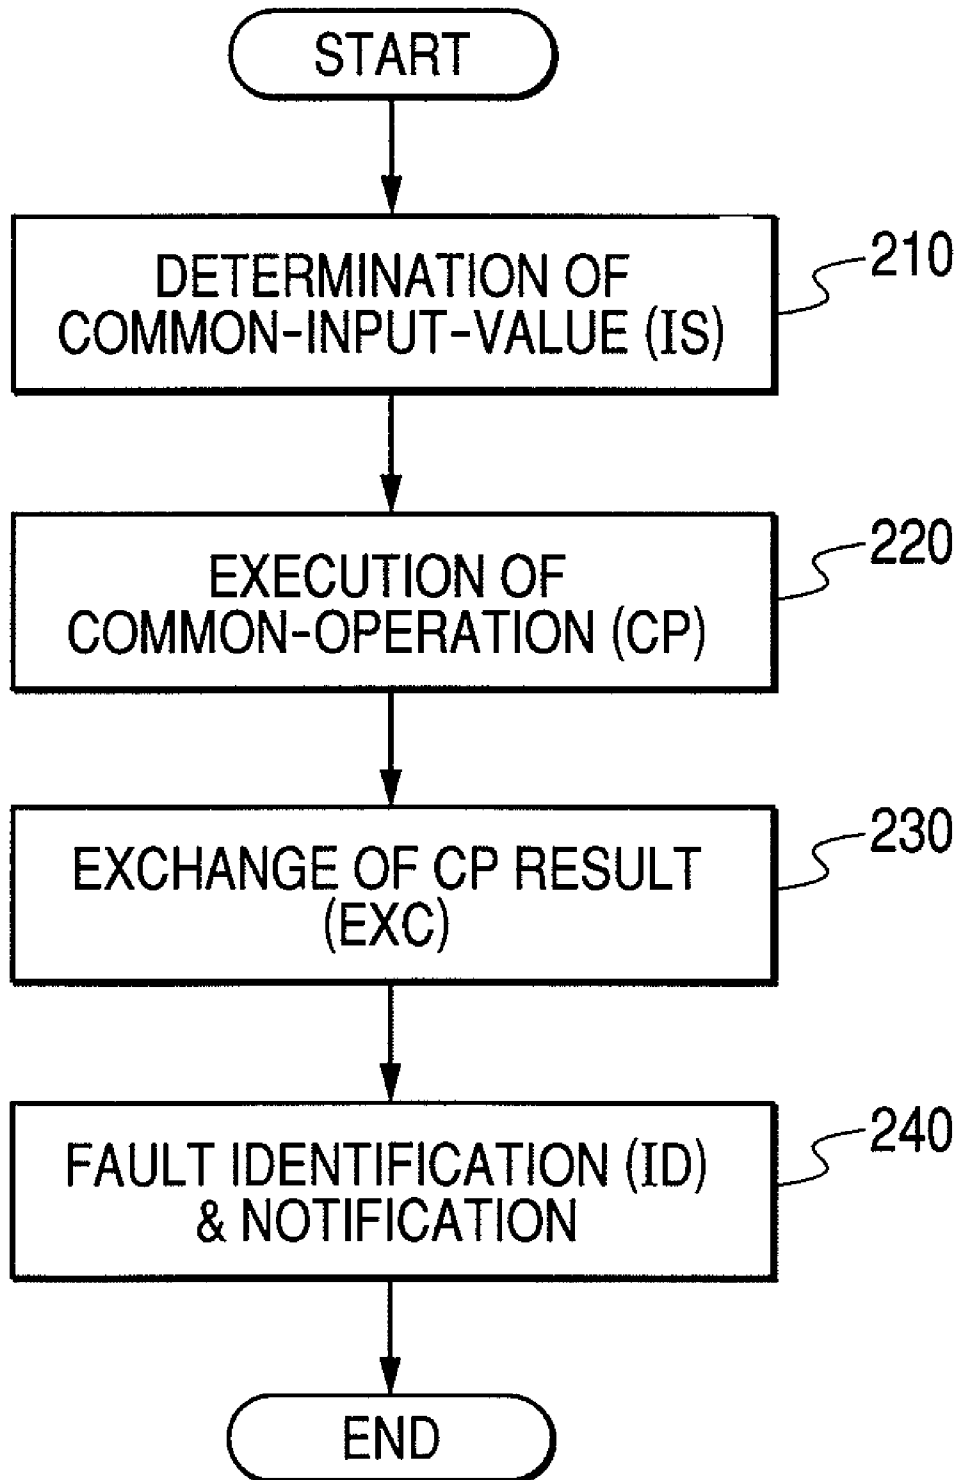 START
DETERMINATION OF
COMMON-INPUT-VALUE (IS)
210
EXECUTION OF
COMMON-OPERATION (CP)
220
EXCHANGE OF CP RESULT
(EXC)
230
FAULT IDENTIFICATION (ID)
& NOTIFICATION
240
END